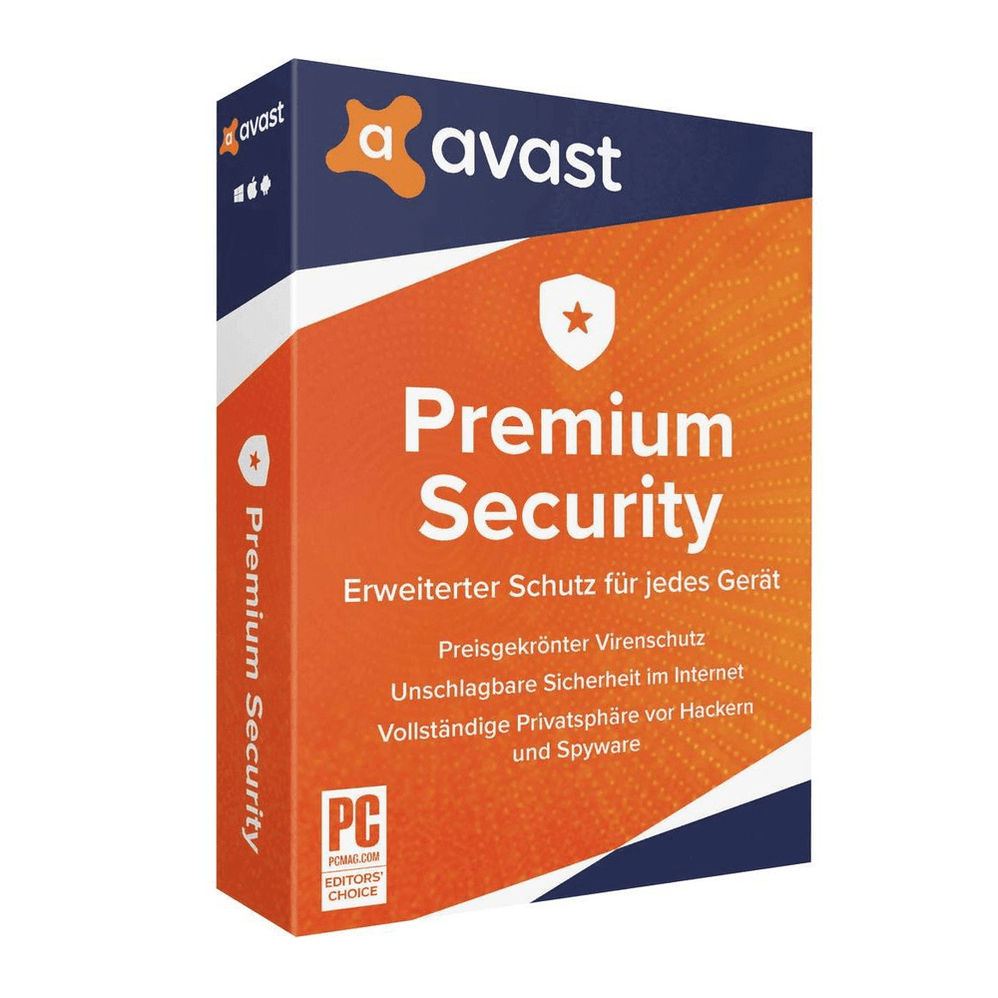 avast
Premium Security
a avast
Premium
Security
Erweiterter Schutz für jedes Gerät
Preisgekrönter Virenschutz
Unschlagbare Sicherheit im Internet
Vollständige Privatsphäre vor Hackern
und Spyware
PC
PCMAG.COM
EDITORS'
CHOICE